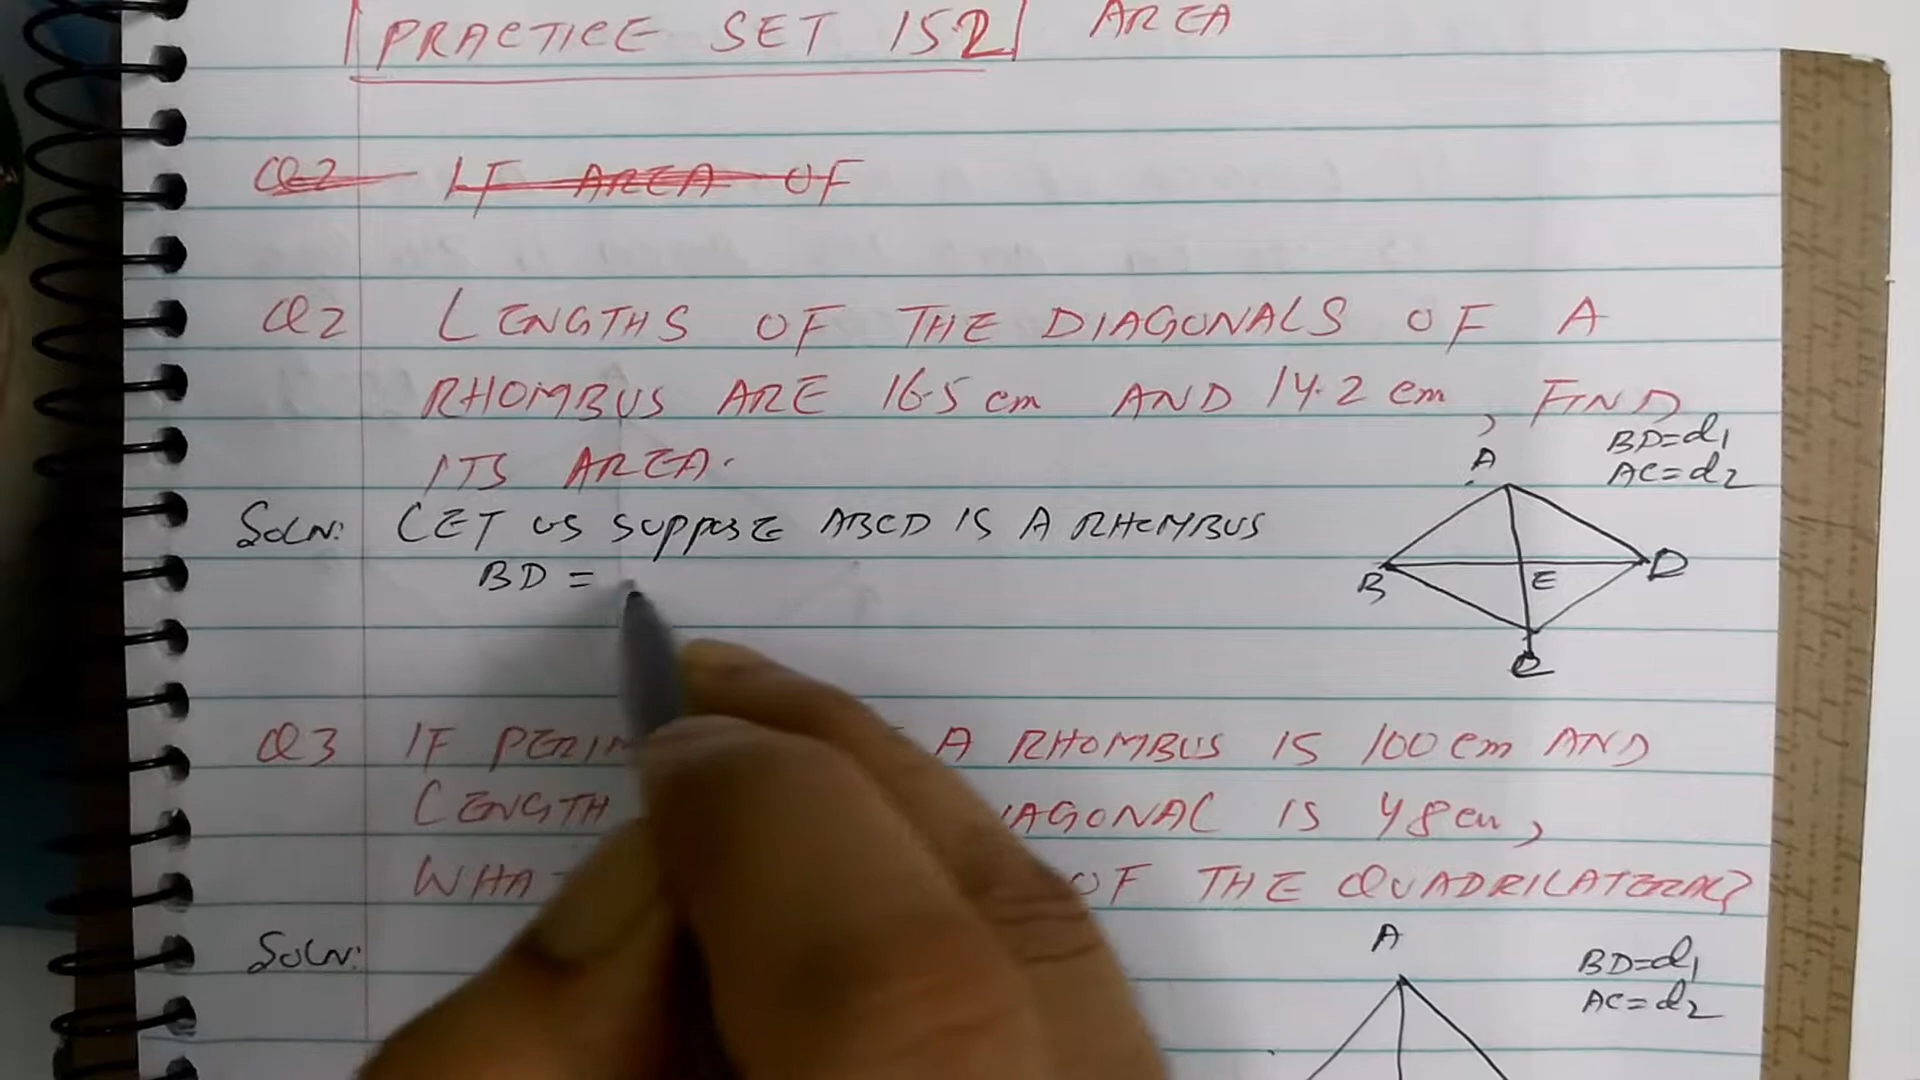 PRACTICE SET 15.2 AREA
Q2 IF AREA OF
Q2 LENGTHS OF THE DIAGONALS OF A
RHOMBUS ARE 16.5 cm AND 14.2 cm, FIND
ITS AREA.
BD=d1
AC=d2
A
SOLN: LET US SUPPOSE ABCD IS A RHOMBUS
BD =
B
E
D
C
Q3 IF A RHOMBUS IS 100 cm AND
LENGTH IS 48 cm,
OF THE QUADRILATERAL?
SOLN:
A
BD=d1
AC=d2